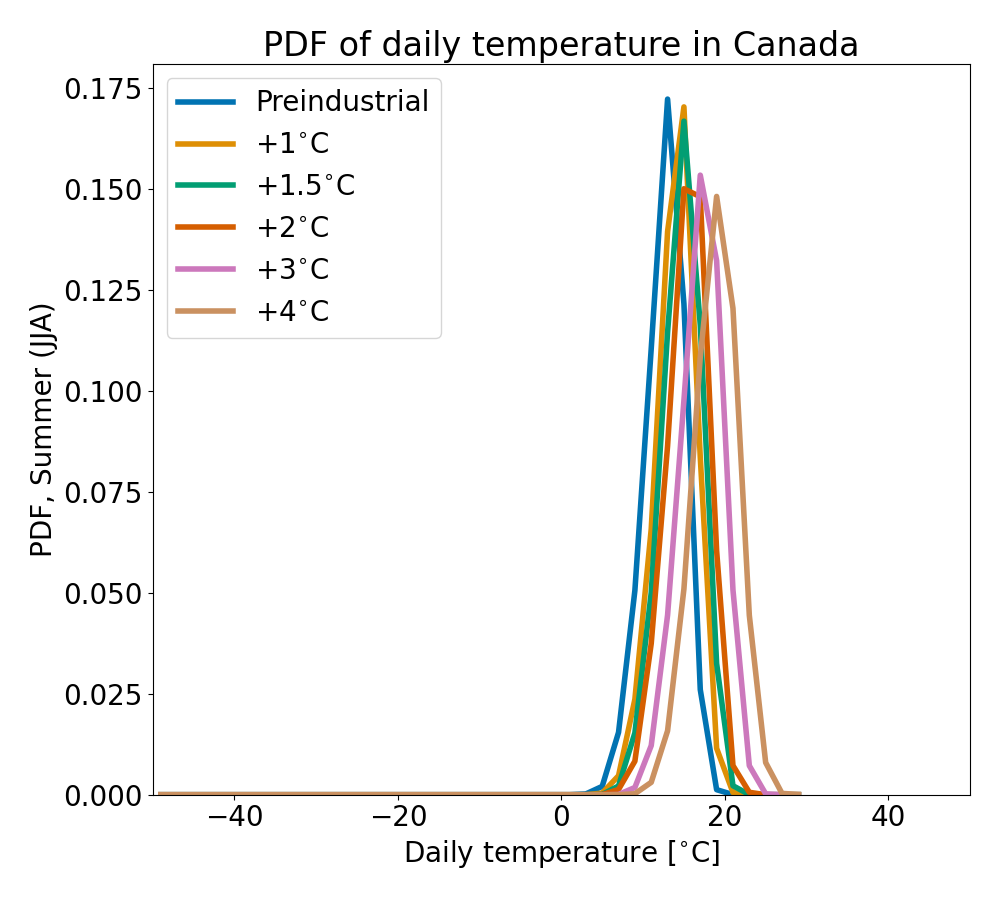 PDF of daily temperature in Canada
PDF, Summer (JJA)
0.175
0.150
0.125
0.100
0.075
0.050
0.025
0.000
Preindustrial
+1°C
+1.5°C
+2°C
+3°C
+4°C
−40
−20
0
20
40
Daily temperature [°C]